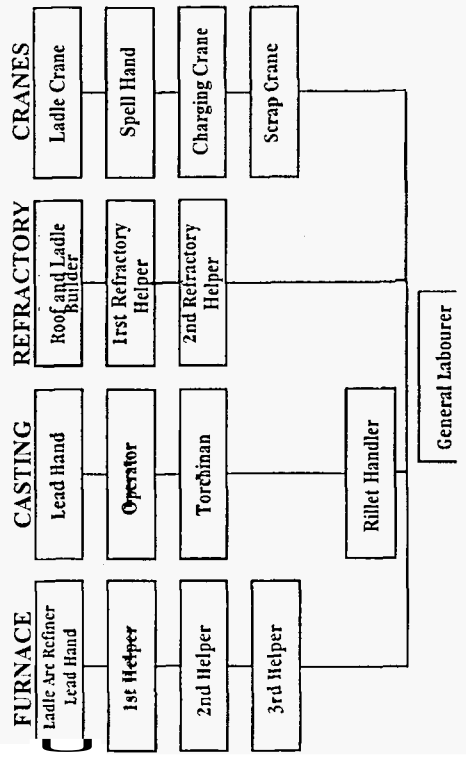 FURNACE
Ladle Arc Refiner
Lead Hand
1st Helper
2nd Helper
3rd Helper
CASTING
Lead Hand
Operator
Torchinan
Rillet Handler
REFRACTORY
Roof and Ladle
Builder
1rst Refractory
Helper
2nd Refractory
Helper
CRANES
Ladle Crane
Spell Hand
Charging Crane
Scrap Crane
General Labourer